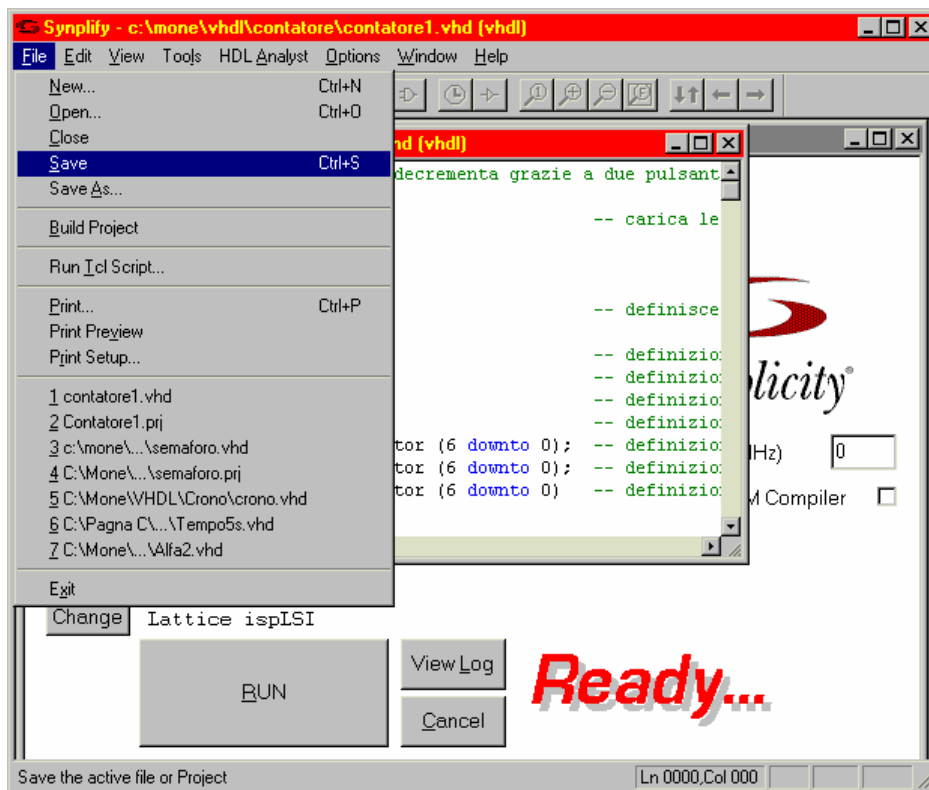 Synplify - c:\mone\vhdl\contatore\contatore1.vhd (vhdl)
File Edit View Tools HDL Analyst Options Window Help
New... Ctrl+N
Open... Ctrl+O
Close
Save Ctrl+S
Save As...
Build Project
Run Tcl Script...
Print... Ctrl+P
Print Preview
Print Setup...
1 contatore1.vhd
2 Contatore1.prj
3 c:\mone\...\semaforo.vhd
4 C:\Mone\...\semaforo.prj
5 C:\Mone\VHDL\Crono\crono.vhd
6 C:\Pagna C\...\Tempo5s.vhd
7 C:\Mone\...\Alfa2.vhd
Exit
hd (vhdl)
decrementa grazie a due pulsant
-- carica le
-- definisce
-- definizio
-- definizio
-- definizio
-- definizio
tor (6 downto 0); -- definizio
tor (6 downto 0); -- definizio
tor (6 downto 0) -- definizio
plicity®
Hz) 0
M Compiler
Change Lattice ispLSI
RUN
View Log
Cancel
Ready...
Save the active file or Project
Ln 0000,Col 000